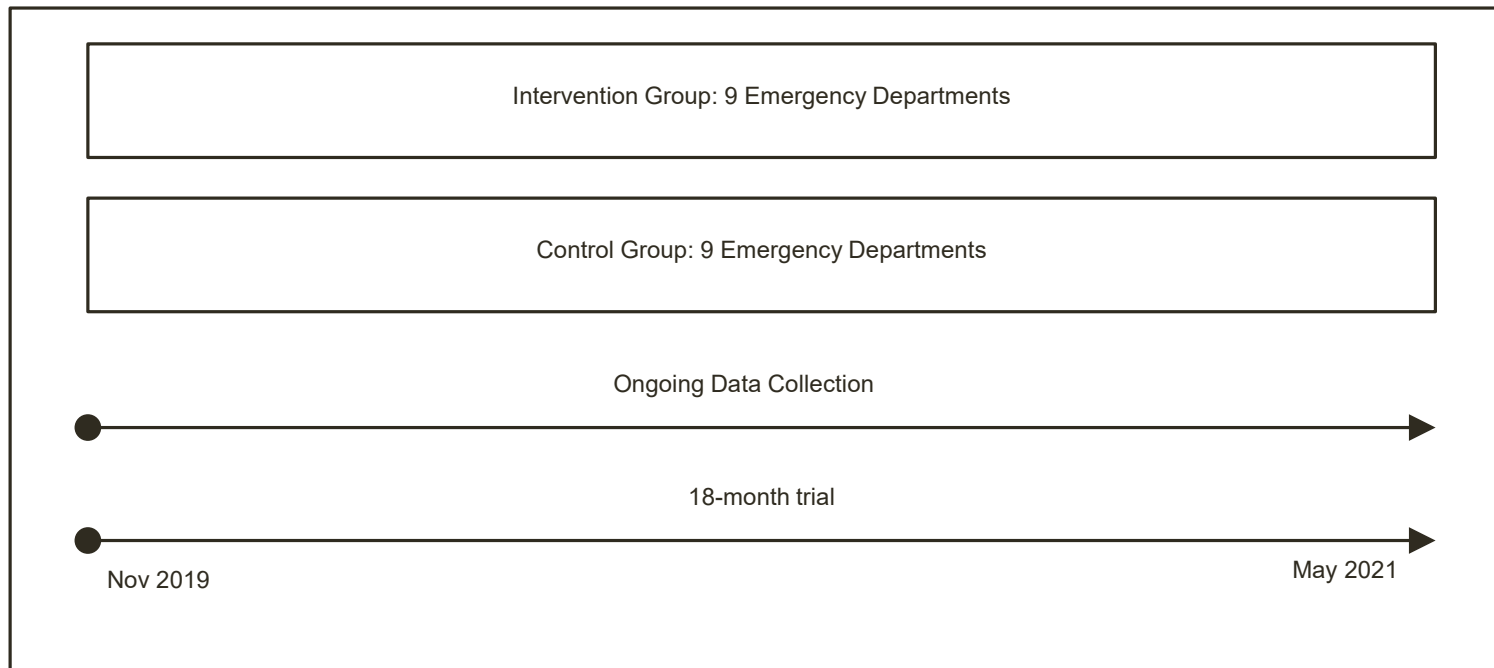 Intervention Group: 9 Emergency Departments
Control Group: 9 Emergency Departments
Ongoing Data Collection
18-month trial
Nov 2019
May 2021